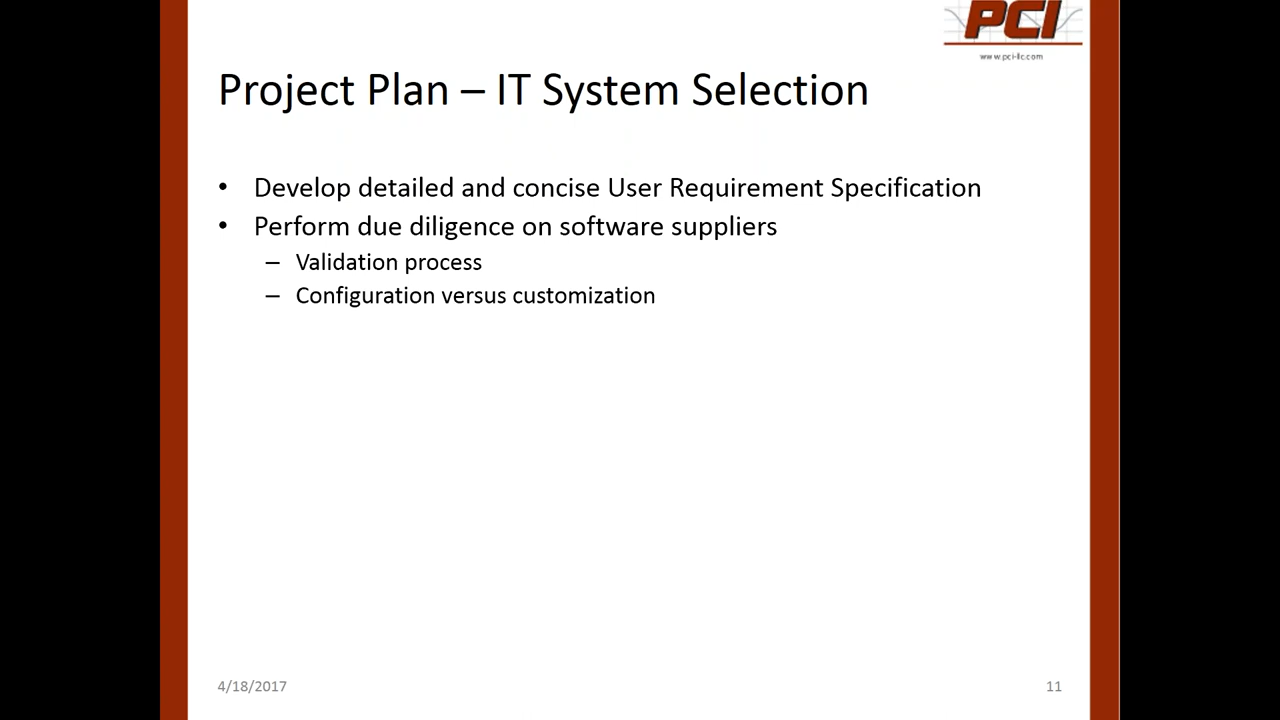 PCI
www.pci-llc.com
Project Plan – IT System Selection
• Develop detailed and concise User Requirement Specification
• Perform due diligence on software suppliers
– Validation process
– Configuration versus customization
4/18/2017
11